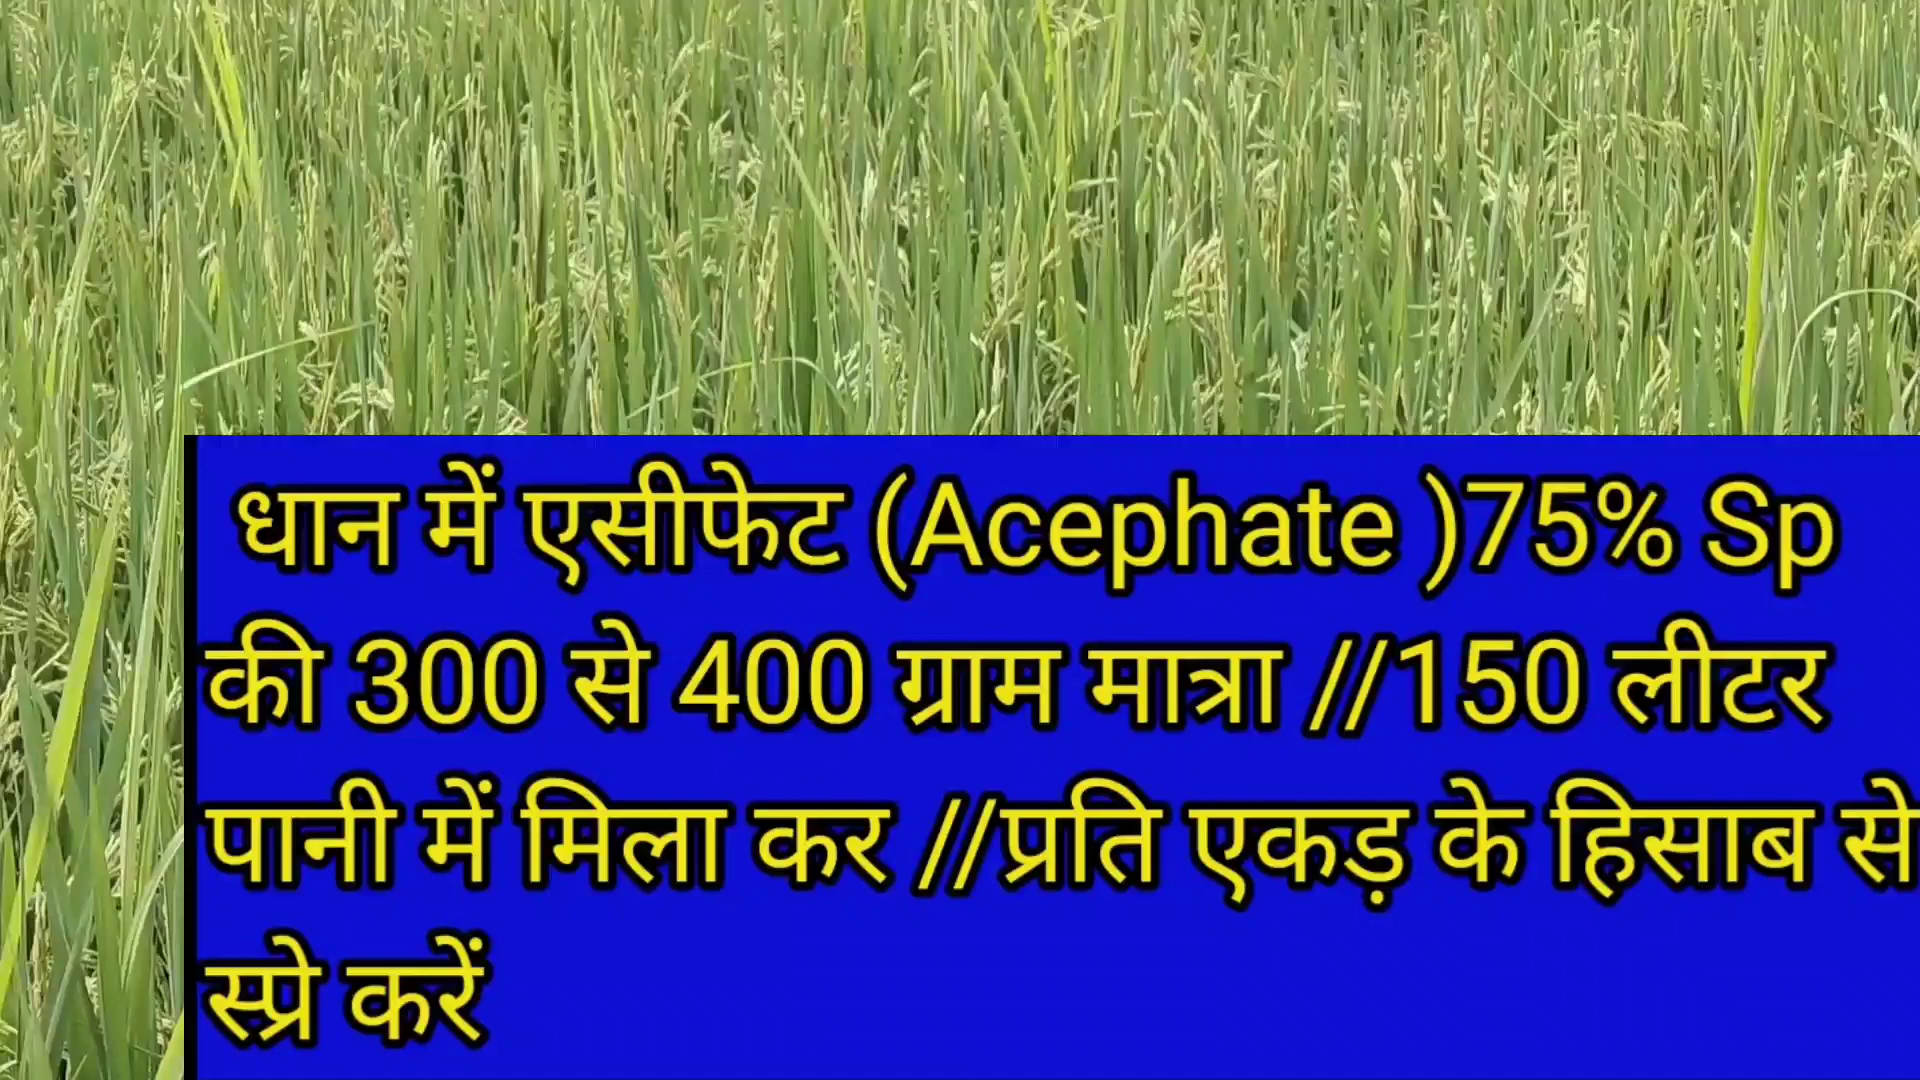 धान में एसीफेट (Acephate )75% Sp
की 300 से 400 ग्राम मात्रा //150 लीटर
पानी में मिला कर //प्रति एकड़ के हिसाब से
स्प्रे करें